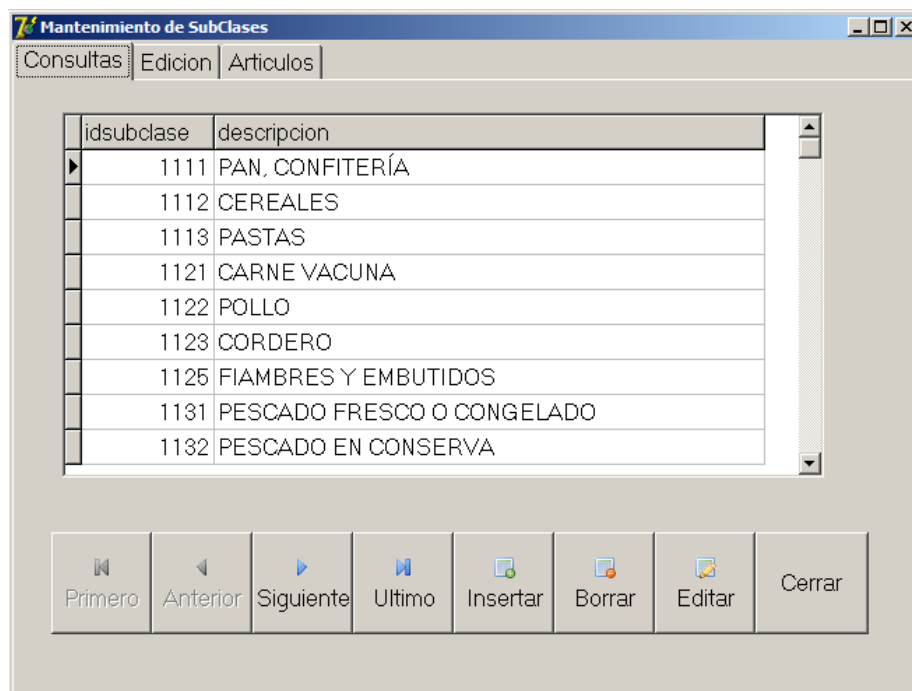 Mantenimiento de SubClases
Consultas Edicion Articulos
idsubclase descripcion
1111 PAN, CONFITERÍA
1112 CEREALES
1113 PASTAS
1121 CARNE VACUNA
1122 POLLO
1123 CORDERO
1125 FIAMBRES Y EMBUTIDOS
1131 PESCADO FRESCO O CONGELADO
1132 PESCADO EN CONSERVA
Primero Anterior Siguiente Ultimo Insertar Borrar Editar Cerrar